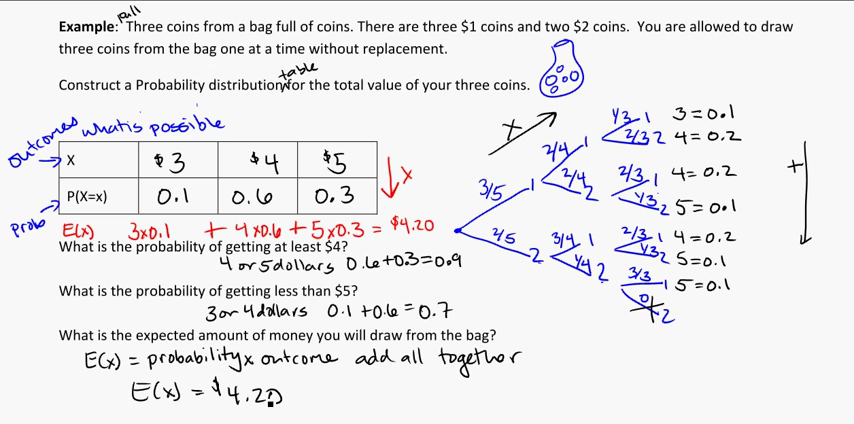 pull
Example: Three coins from a bag full of coins. There are three $1 coins and two $2 coins. You are allowed to draw
three coins from the bag one at a time without replacement.
table
Construct a Probability distribution for the total value of your three coins.
outcomes what is possible
X $3 $4 $5
P(X=x) 0.1 0.6 0.3
prob
x
E(x) 3x0.1 + 4x0.6 + 5x0.3 = $4.20
What is the probability of getting at least $4?
4 or 5 dollars 0.6+0.3=0.9
What is the probability of getting less than $5?
3 or 4 dollars 0.1+0.6=0.7
What is the expected amount of money you will draw from the bag?
E(x) = probability x outcome add all together
E(x) = $4.20
x
+
1/3 1 3=0.1
2/4 1 2/3 2 4=0.2
3/5 1 2/4 2 2/3 1 4=0.2
1/3 2 5=0.1
2/5 2 3/4 1 2/3 1 4=0.2
1/4 2 1/3 2 5=0.1
3/3 1 5=0.1
0 2